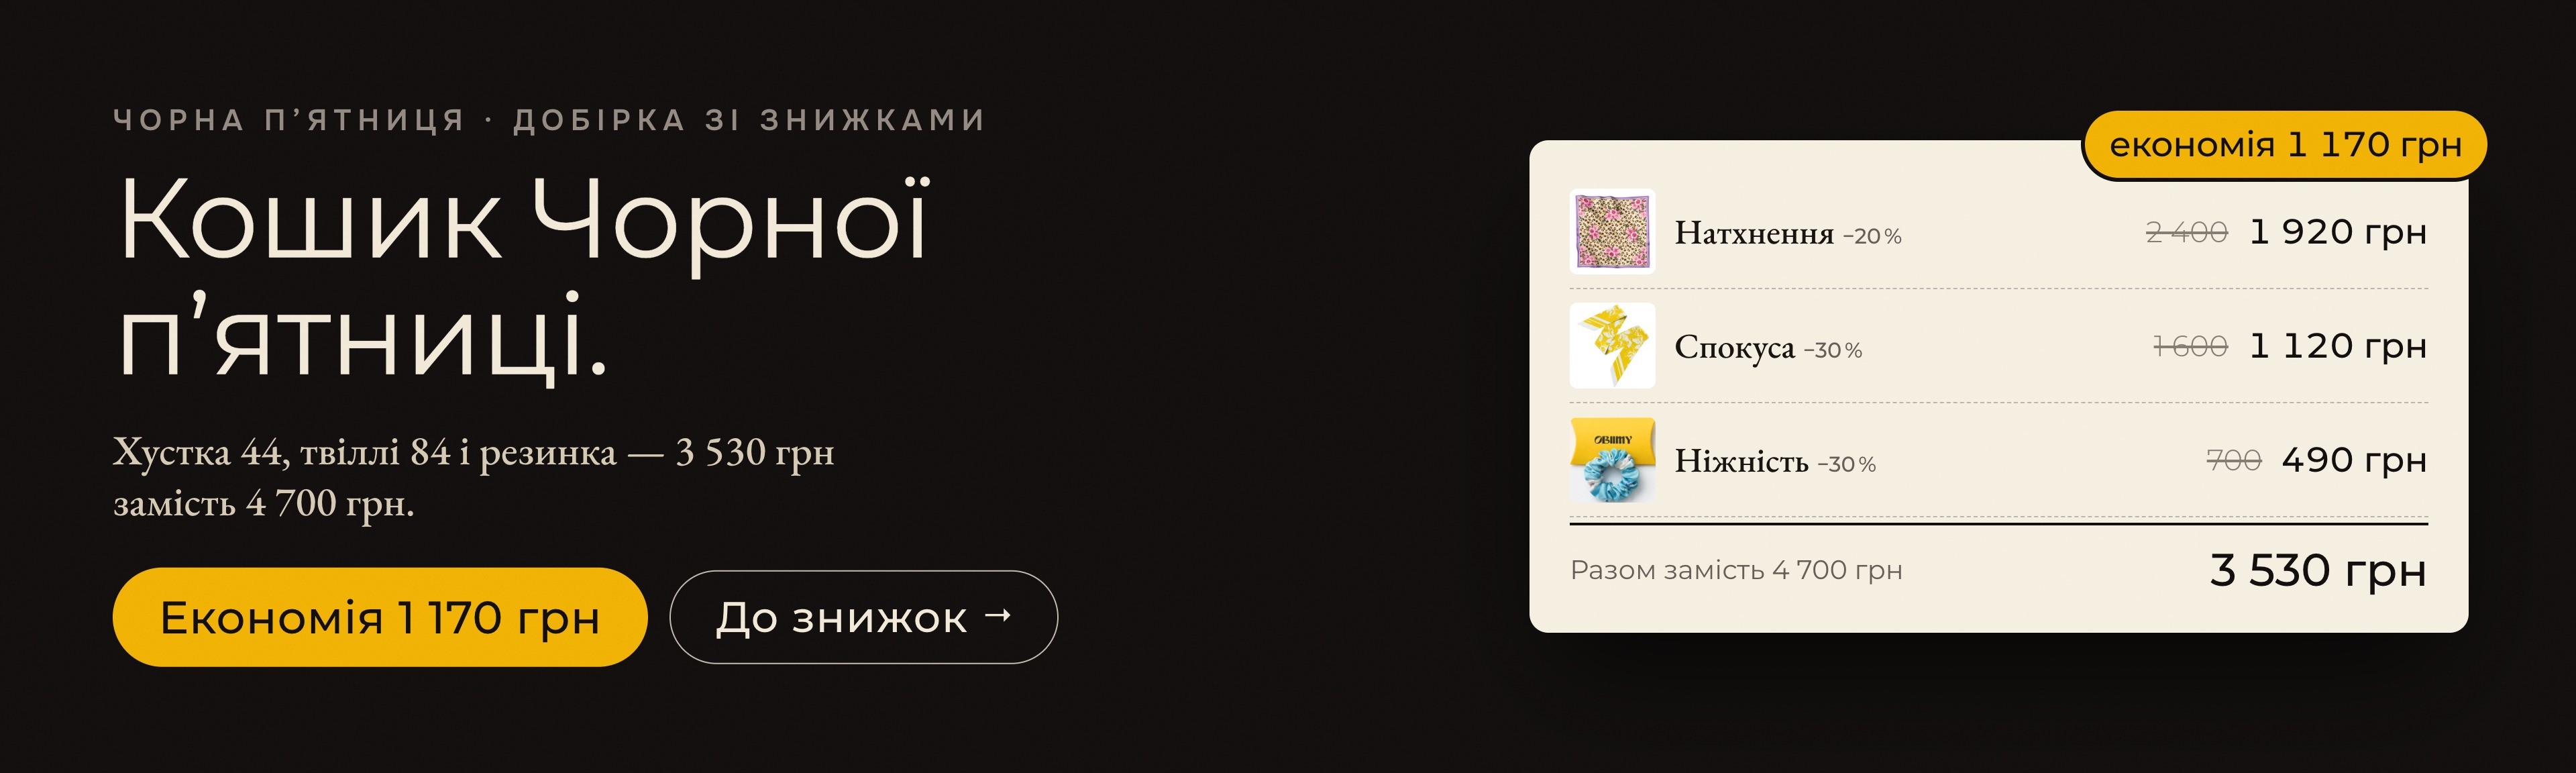 ЧОРНА П’ЯТНИЦЯ · ДОБІРКА ЗІ ЗНИЖКАМИ
Кошик Чорної
п’ятниці.
Хустка 44, твіллі 84 і резинка — 3 530 грн
замість 4 700 грн.
Економія 1 170 грн
До знижок →
економія 1 170 грн
Натхнення −20% 2 400 1 920 грн
Спокуса −30% 1 600 1 120 грн
OBIIMY
Ніжність −30% 700 490 грн
Разом замість 4 700 грн 3 530 грн